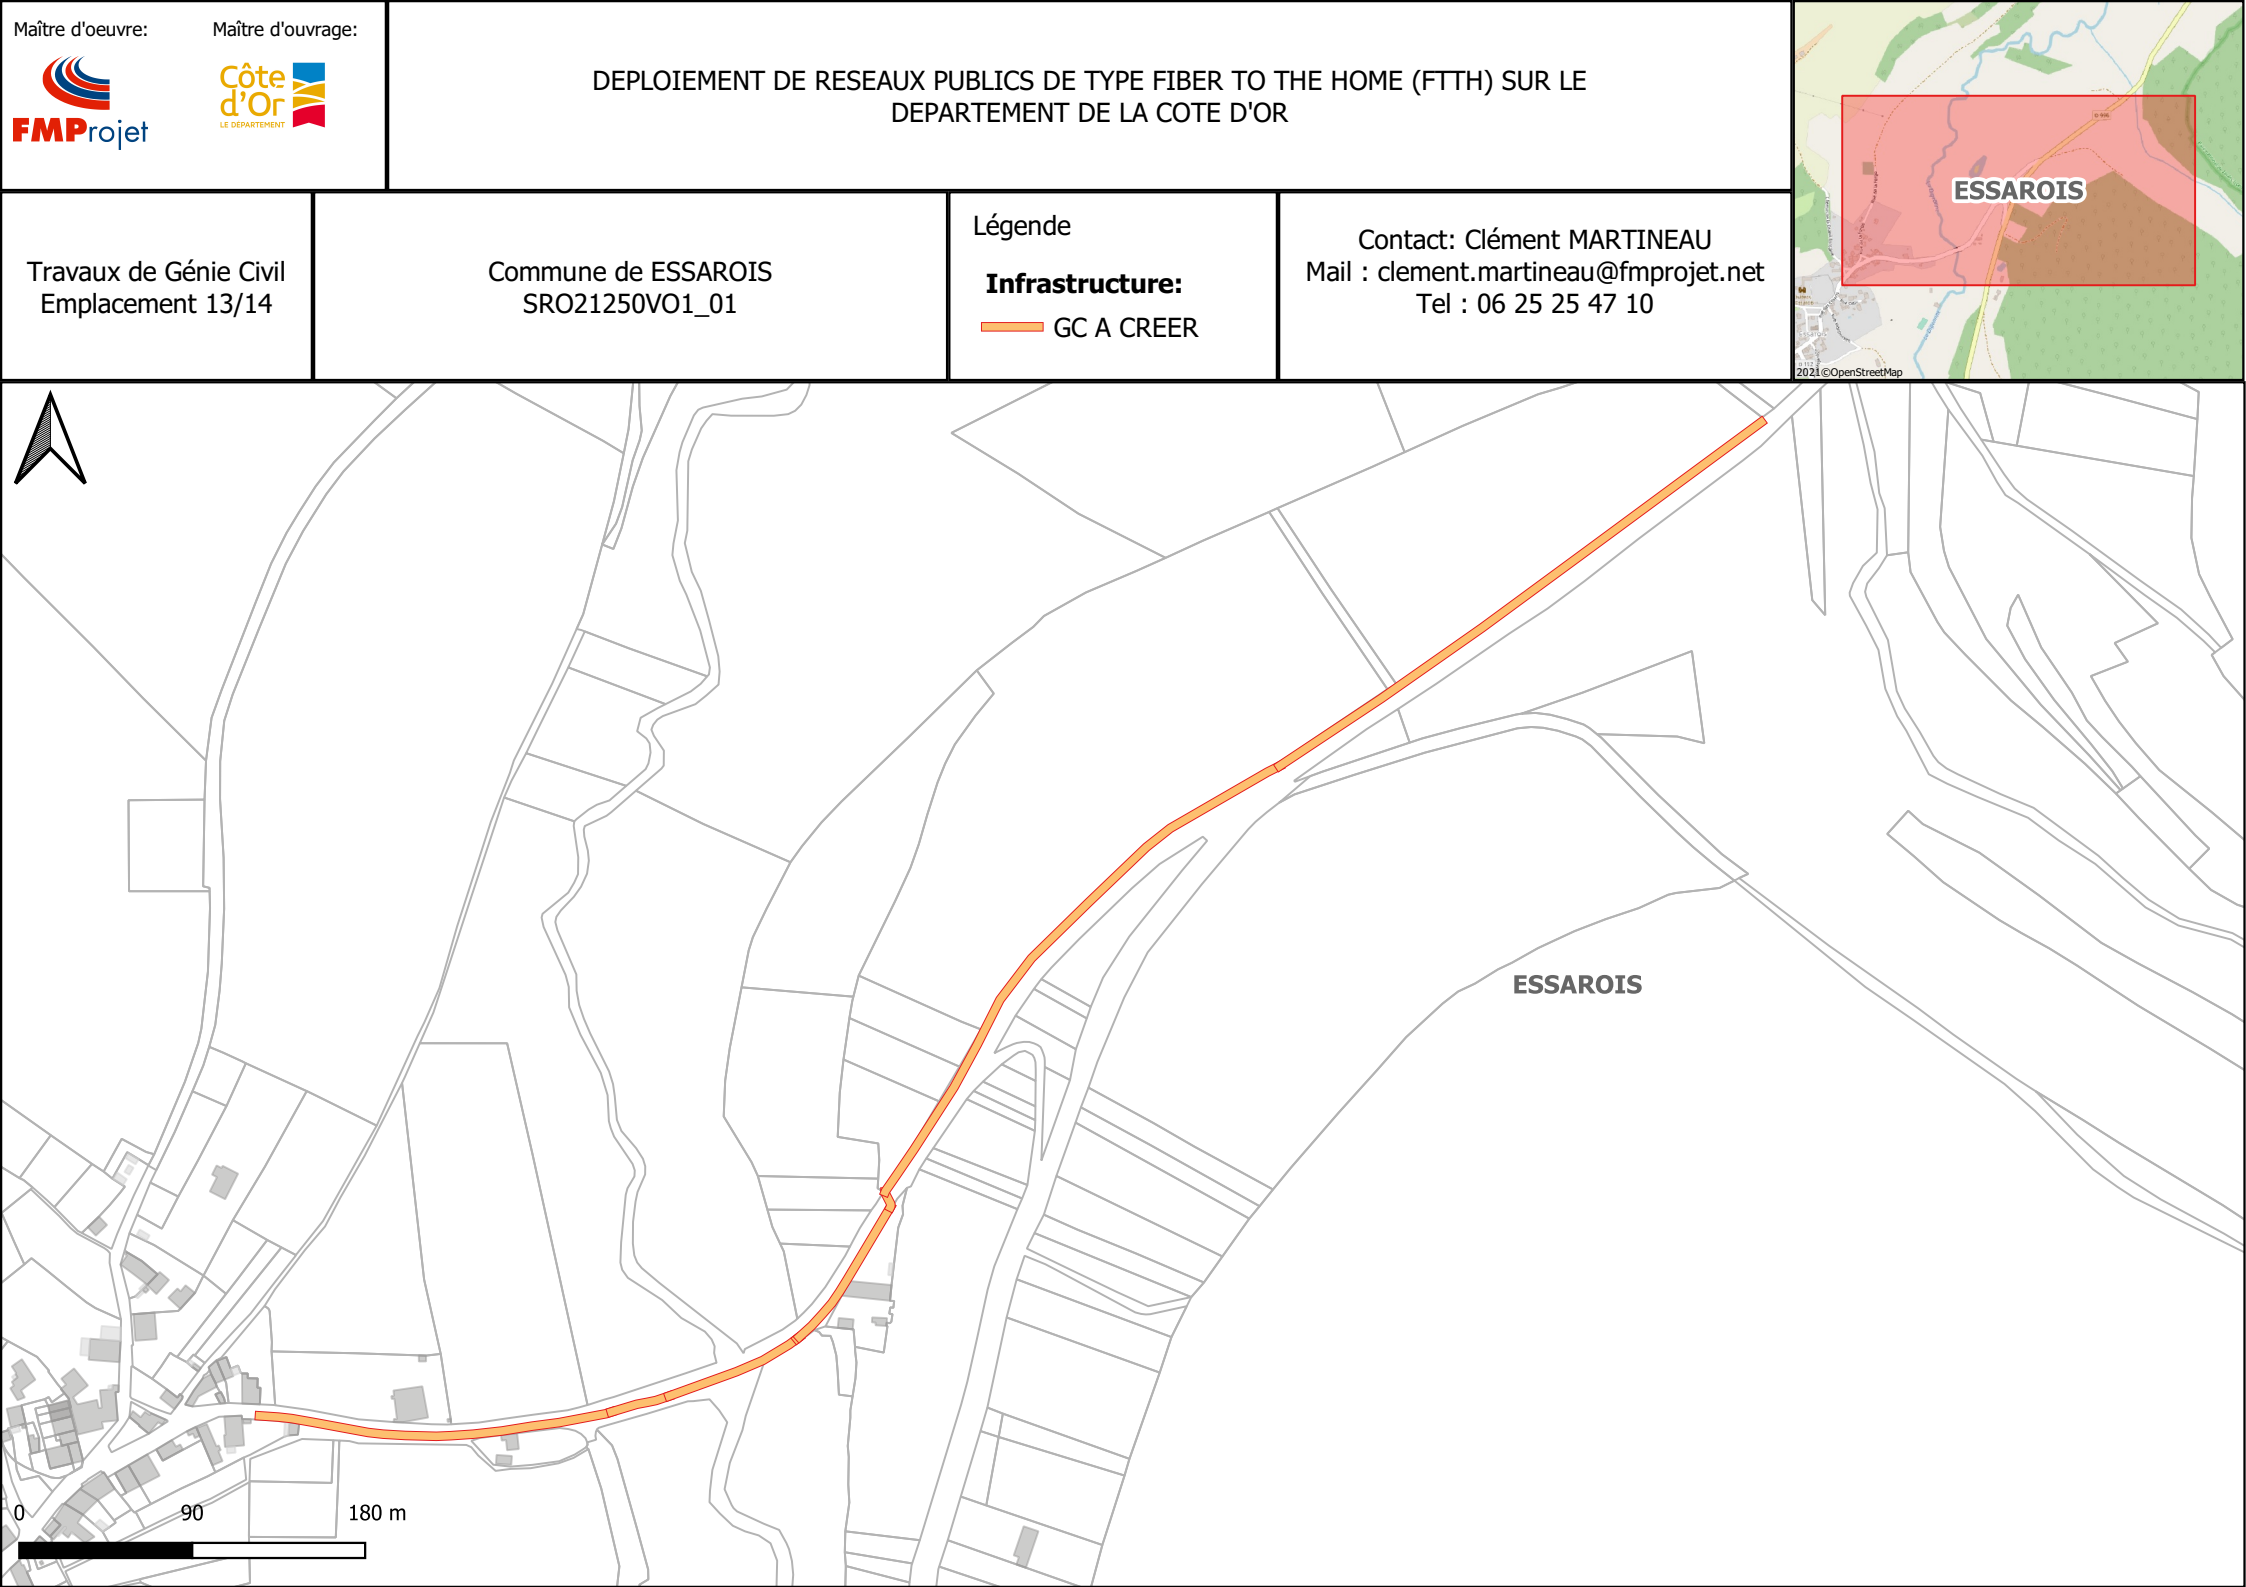 Maître d'oeuvre:
Maître d'ouvrage:
FMProjet
Côte
d'Or
LE DÉPARTEMENT
DEPLOIEMENT DE RESEAUX PUBLICS DE TYPE FIBER TO THE HOME (FTTH) SUR LE
DEPARTEMENT DE LA COTE D'OR
Travaux de Génie Civil
Emplacement 13/14
Commune de ESSAROIS
SRO21250VO1_01
Légende
Infrastructure:
GC A CREER
Contact: Clément MARTINEAU
Mail : clement.martineau@fmprojet.net
Tel : 06 25 25 47 10
ESSAROIS
2021©OpenStreetMap
ESSAROIS
0
90
180 m